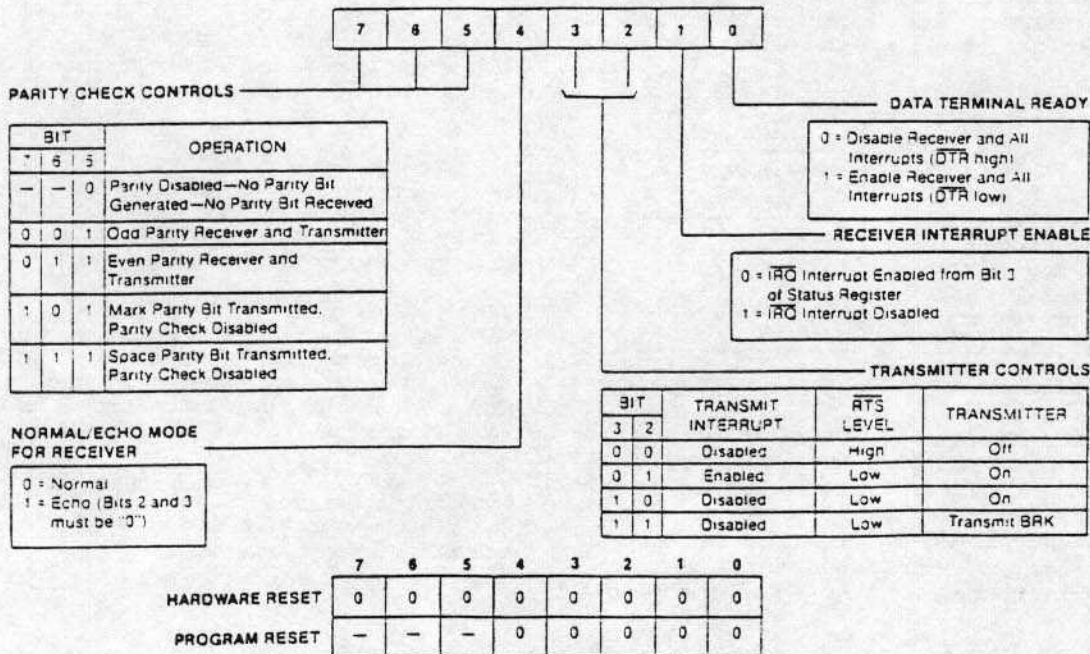 7 6 5 4 3 2 1 0
PARITY CHECK CONTROLS
BIT OPERATION
7 6 5
— — 0 Parity Disabled—No Parity Bit
Generated—No Parity Bit Received
0 0 1 Odd Parity Receiver and Transmitter
0 1 1 Even Parity Receiver and
Transmitter
1 0 1 Mark Parity Bit Transmitted,
Parity Check Disabled
1 1 1 Space Parity Bit Transmitted,
Parity Check Disabled
NORMAL/ECHO MODE
FOR RECEIVER
0 = Normal
1 = Echo (Bits 2 and 3
must be "0")
DATA TERMINAL READY
0 = Disable Receiver and All
Interrupts (DTR high)
1 = Enable Receiver and All
Interrupts (DTR low)
RECEIVER INTERRUPT ENABLE
0 = IRQ Interrupt Enabled from Bit 3
of Status Register
1 = IRQ Interrupt Disabled
TRANSMITTER CONTROLS
BIT TRANSMIT RTS TRANSMITTER
3 2 INTERRUPT LEVEL
0 0 Disabled High Off
0 1 Enabled Low On
1 0 Disabled Low On
1 1 Disabled Low Transmit BRK
7 6 5 4 3 2 1 0
HARDWARE RESET 0 0 0 0 0 0 0 0
PROGRAM RESET — — — 0 0 0 0 0